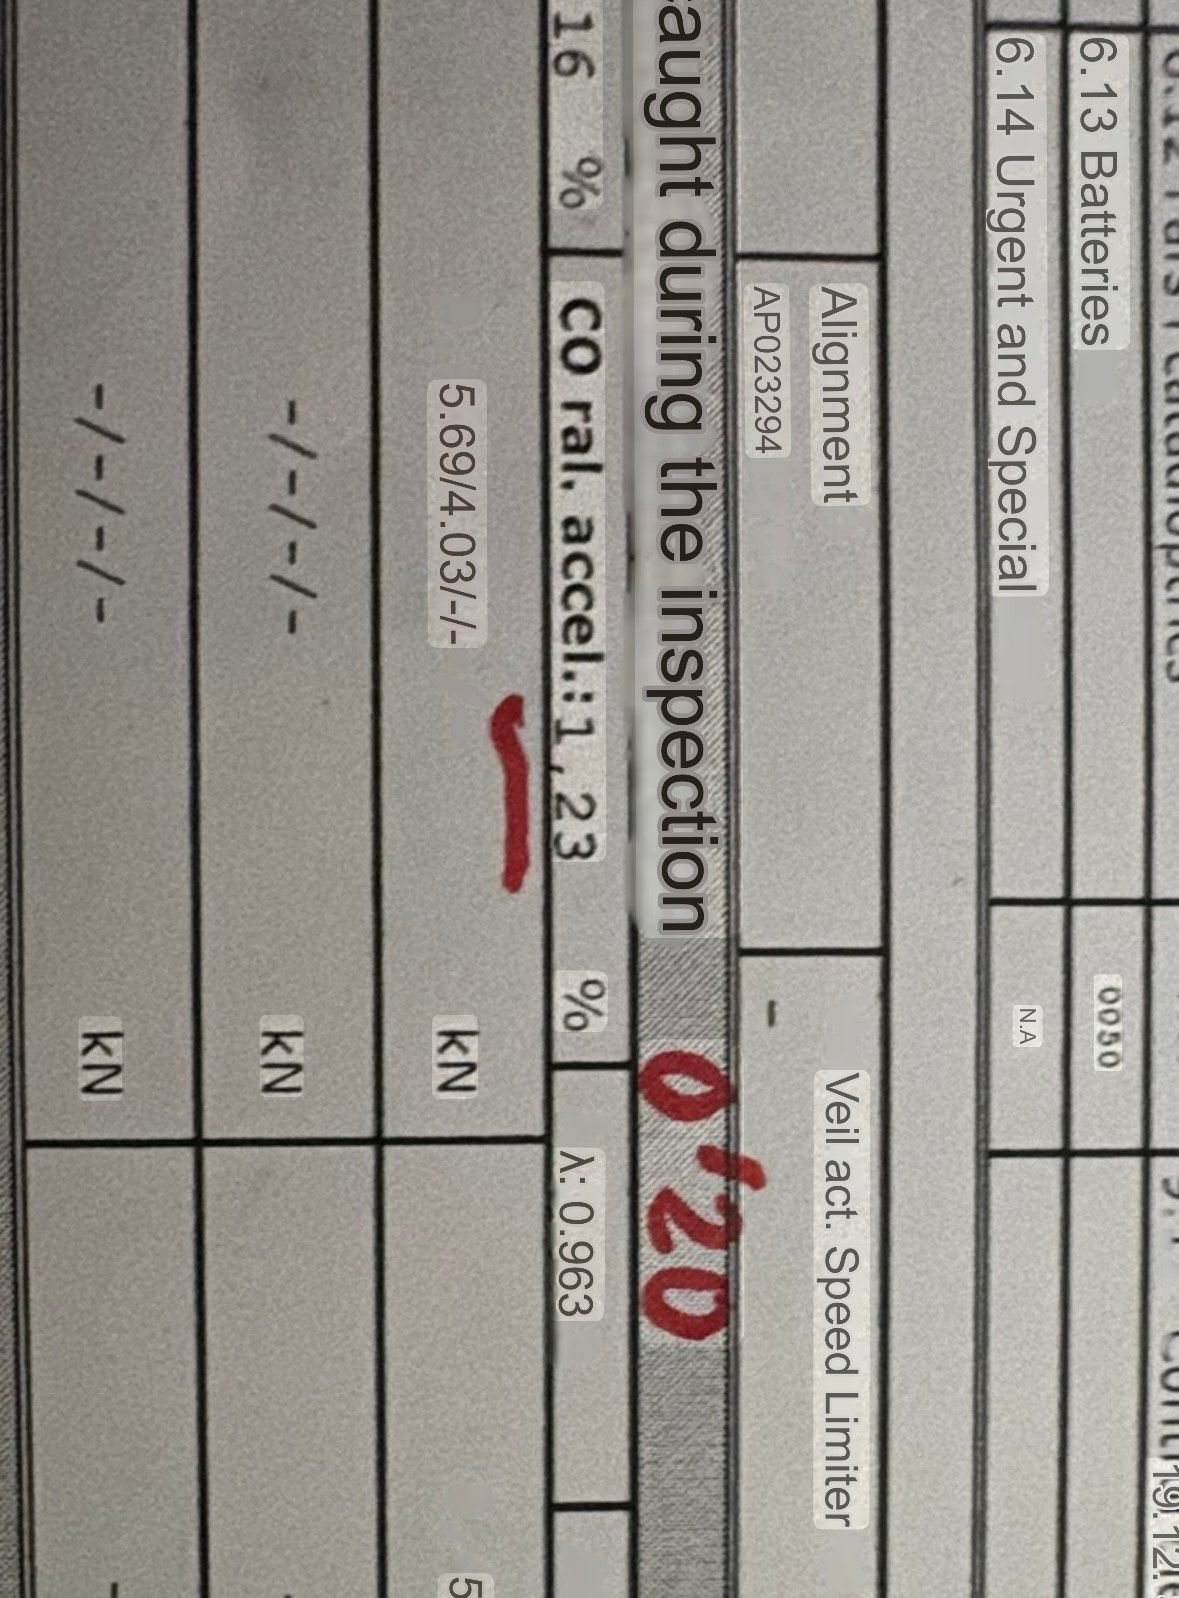 6.13 Batteries 0050
6.14 Urgent and Special N.A
Alignment Veil act. Speed Limiter
AP023294 -
aught during the inspection 0'20
16 % CO ral. accel.:1,23 % λ: 0.963
5.69/4.03/-/- kN 5
-/-/-/- kN -
-/-/-/- kN -